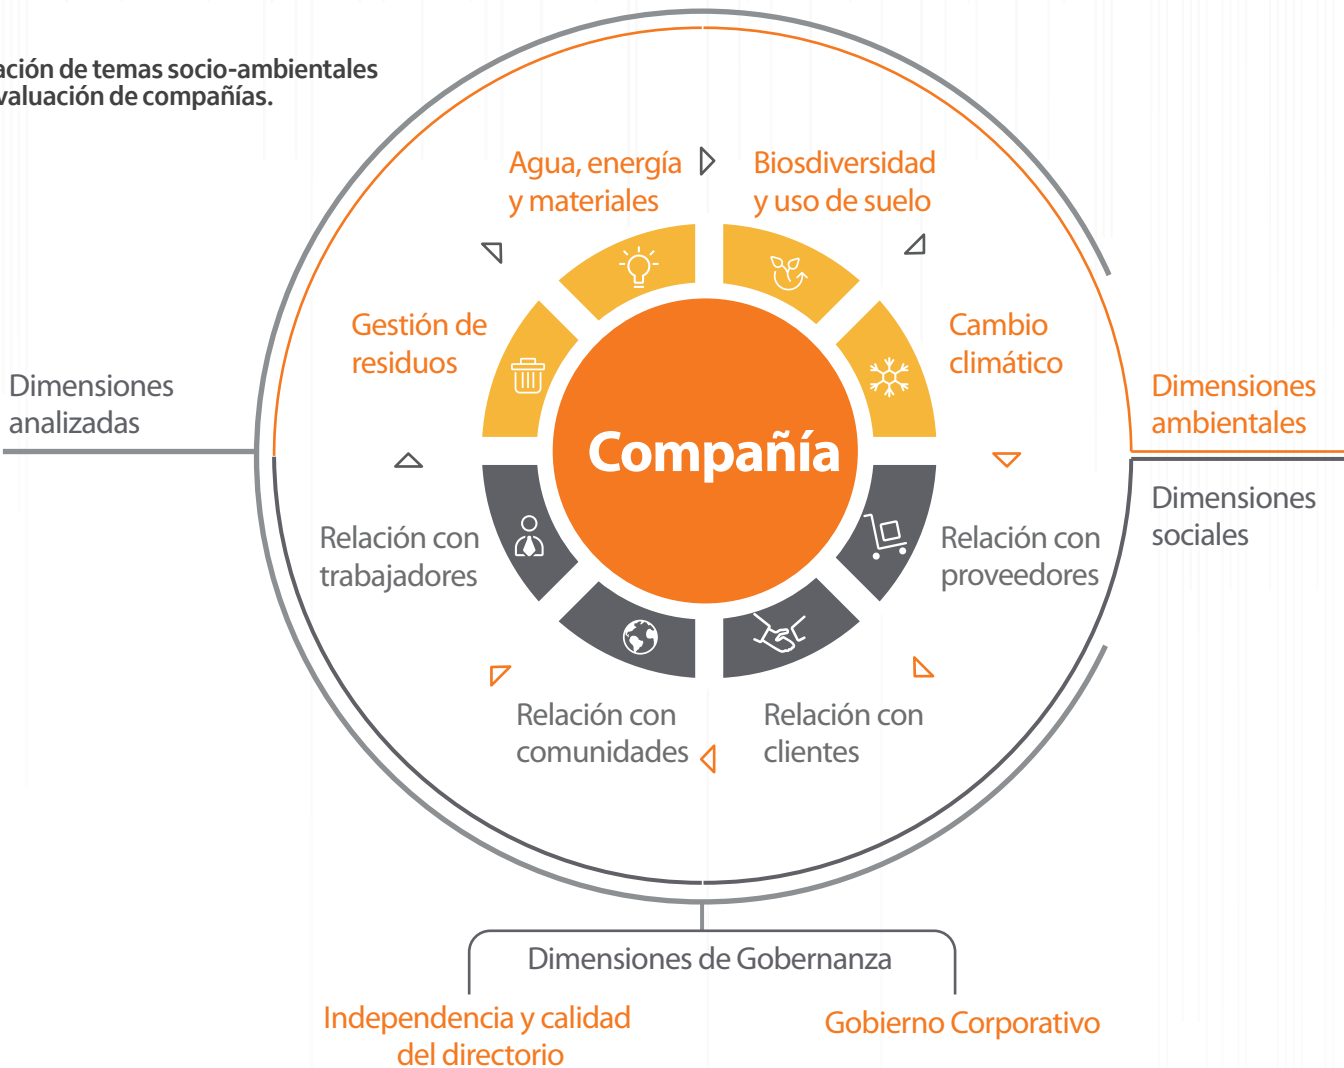 ación de temas socio-ambientales
valuación de compañías.
Agua, energía
y materiales
Biosdiversidad
y uso de suelo
Gestión de
residuos
Cambio
climático
Dimensiones
analizadas
Dimensiones
ambientales
Compañía
Dimensiones
sociales
Relación con
trabajadores
Relación con
proveedores
Relación con
comunidades
Relación con
clientes
Dimensiones de Gobernanza
Independencia y calidad
del directorio
Gobierno Corporativo